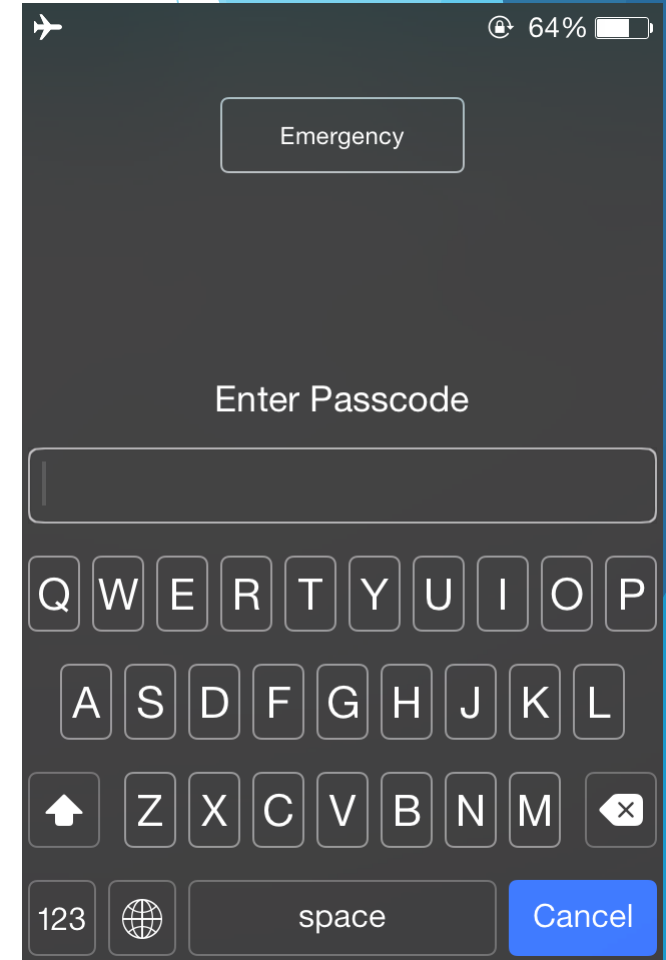 64%
Emergency
Enter Passcode
Q W E R T Y U I O P
A S D F G H J K L
Z X C V B N M
123 space Cancel